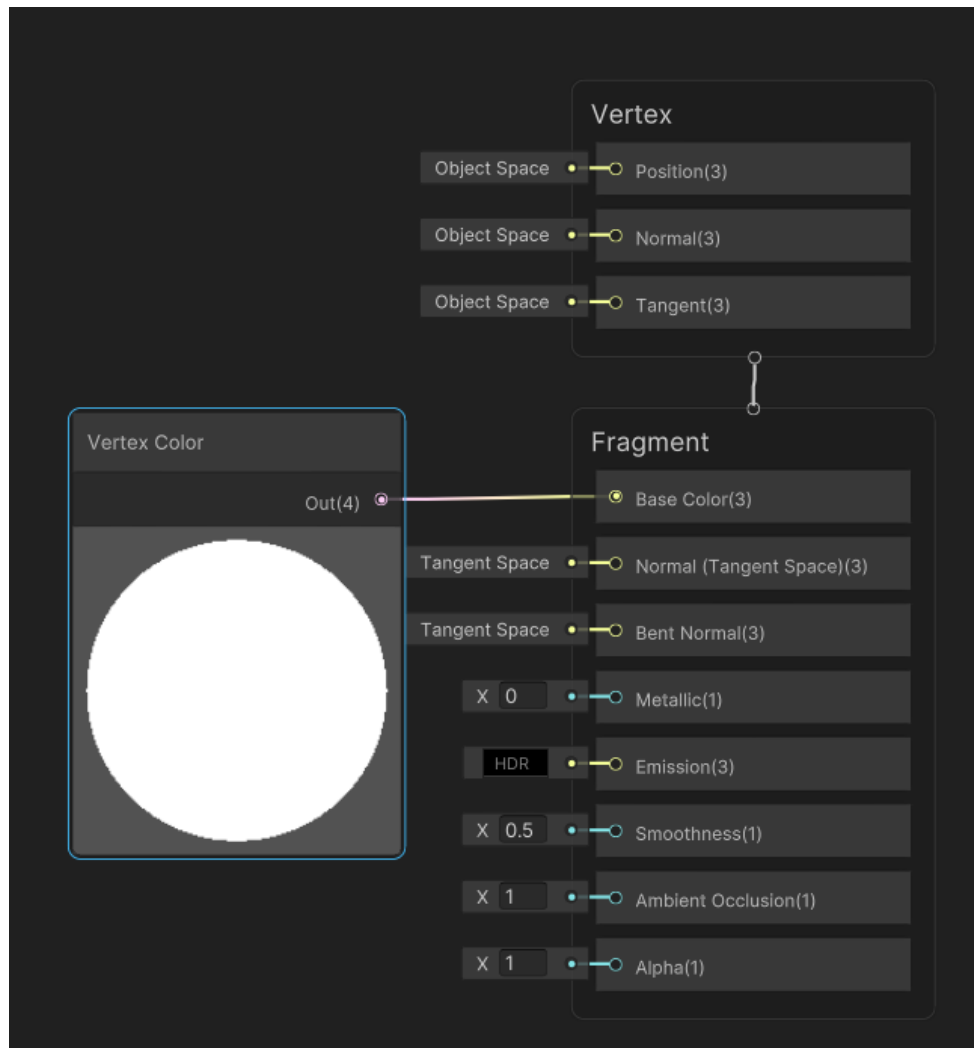 Vertex
Object Space Position(3)
Object Space Normal(3)
Object Space Tangent(3)
Vertex Color
Out(4)
Fragment
Base Color(3)
Tangent Space Normal (Tangent Space)(3)
Tangent Space Bent Normal(3)
X 0 Metallic(1)
HDR Emission(3)
X 0.5 Smoothness(1)
X 1 Ambient Occlusion(1)
X 1 Alpha(1)